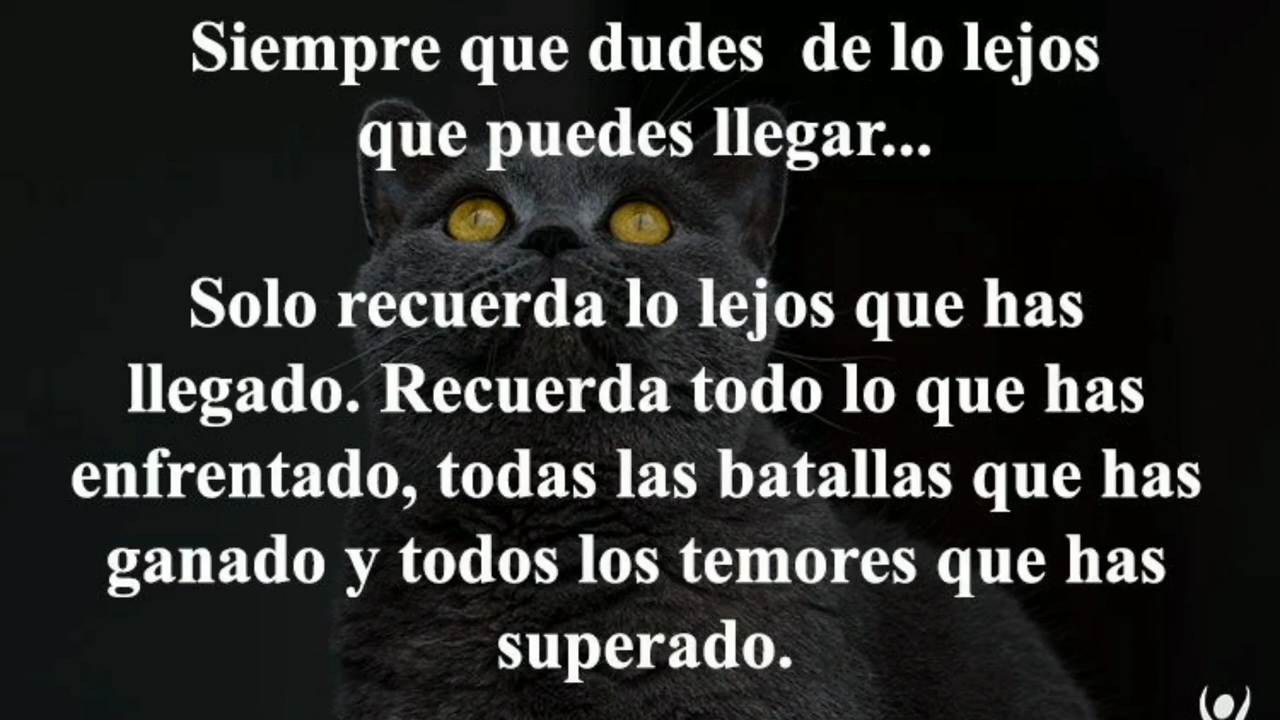 Siempre que dudes de lo lejos
que puedes llegar...
Solo recuerda lo lejos que has
llegado. Recuerda todo lo que has
enfrentado, todas las batallas que has
ganado y todos los temores que has
superado.